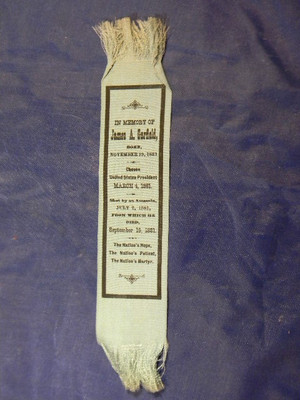 IN MEMORY OF
James A. Garfield,
BORN,
NOVEMBER 19, 1831
Chosen
United States President
MARCH 4, 1881.
Shot by an Assassin,
JULY 2, 1881,
FROM WHICH HE
DIED,
September 19, 1881.
The Nation's Hope,
The Nation's Patient,
The Nation's Martyr.